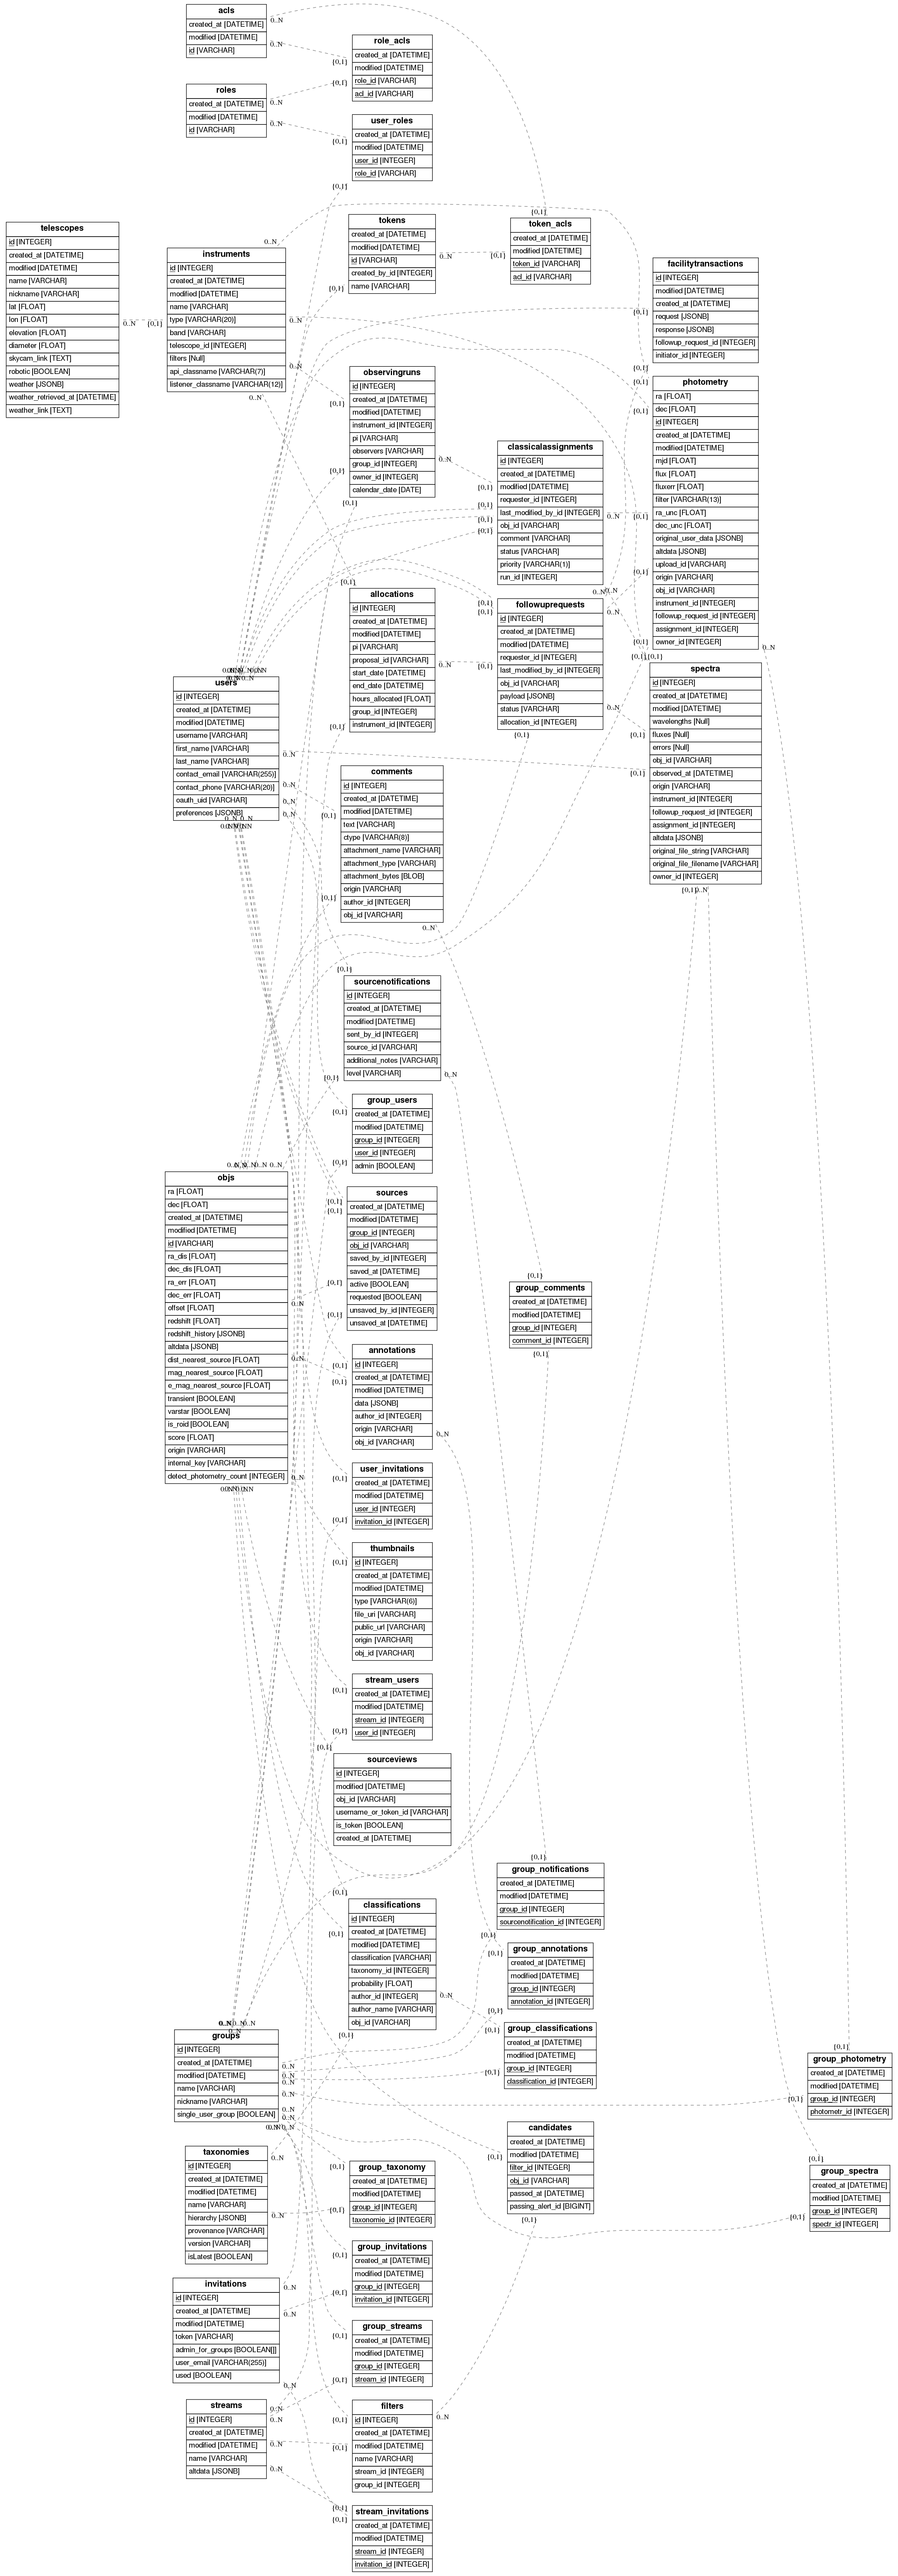 acls
created_at [DATETIME]
modified [DATETIME]
id [VARCHAR]
role_acls
created_at [DATETIME]
modified [DATETIME]
role_id [VARCHAR]
acl_id [VARCHAR]
roles
created_at [DATETIME]
modified [DATETIME]
id [VARCHAR]
user_roles
created_at [DATETIME]
modified [DATETIME]
user_id [INTEGER]
role_id [VARCHAR]
telescopes
id [INTEGER]
created_at [DATETIME]
modified [DATETIME]
name [VARCHAR]
nickname [VARCHAR]
lat [FLOAT]
lon [FLOAT]
elevation [FLOAT]
diameter [FLOAT]
skycam_link [TEXT]
robotic [BOOLEAN]
weather [JSONB]
weather_retrieved_at [DATETIME]
weather_link [TEXT]
instruments
id [INTEGER]
created_at [DATETIME]
modified [DATETIME]
name [VARCHAR]
type [VARCHAR(20)]
band [VARCHAR]
telescope_id [INTEGER]
filters [Null]
api_classname [VARCHAR(7)]
listener_classname [VARCHAR(12)]
tokens
created_at [DATETIME]
modified [DATETIME]
id [VARCHAR]
created_by_id [INTEGER]
name [VARCHAR]
token_acls
created_at [DATETIME]
modified [DATETIME]
token_id [VARCHAR]
acl_id [VARCHAR]
facilitytransactions
id [INTEGER]
modified [DATETIME]
created_at [DATETIME]
request [JSONB]
response [JSONB]
followup_request_id [INTEGER]
initiator_id [INTEGER]
observingruns
id [INTEGER]
created_at [DATETIME]
modified [DATETIME]
instrument_id [INTEGER]
pi [VARCHAR]
observers [VARCHAR]
group_id [INTEGER]
owner_id [INTEGER]
calendar_date [DATE]
photometry
ra [FLOAT]
dec [FLOAT]
id [INTEGER]
created_at [DATETIME]
modified [DATETIME]
mjd [FLOAT]
flux [FLOAT]
fluxerr [FLOAT]
filter [VARCHAR(13)]
ra_unc [FLOAT]
dec_unc [FLOAT]
original_user_data [JSONB]
altdata [JSONB]
upload_id [VARCHAR]
origin [VARCHAR]
obj_id [VARCHAR]
instrument_id [INTEGER]
followup_request_id [INTEGER]
assignment_id [INTEGER]
owner_id [INTEGER]
classicalassignments
id [INTEGER]
created_at [DATETIME]
modified [DATETIME]
requester_id [INTEGER]
last_modified_by_id [INTEGER]
obj_id [VARCHAR]
comment [VARCHAR]
status [VARCHAR]
priority [VARCHAR(1)]
run_id [INTEGER]
allocations
id [INTEGER]
created_at [DATETIME]
modified [DATETIME]
pi [VARCHAR]
proposal_id [VARCHAR]
start_date [DATETIME]
end_date [DATETIME]
hours_allocated [FLOAT]
group_id [INTEGER]
instrument_id [INTEGER]
followuprequests
id [INTEGER]
created_at [DATETIME]
modified [DATETIME]
requester_id [INTEGER]
last_modified_by_id [INTEGER]
obj_id [VARCHAR]
payload [JSONB]
status [VARCHAR]
allocation_id [INTEGER]
users
id [INTEGER]
created_at [DATETIME]
modified [DATETIME]
username [VARCHAR]
first_name [VARCHAR]
last_name [VARCHAR]
contact_email [VARCHAR(255)]
contact_phone [VARCHAR(20)]
oauth_uid [VARCHAR]
preferences [JSONB]
spectra
id [INTEGER]
created_at [DATETIME]
modified [DATETIME]
wavelengths [Null]
fluxes [Null]
errors [Null]
obj_id [VARCHAR]
observed_at [DATETIME]
origin [VARCHAR]
instrument_id [INTEGER]
followup_request_id [INTEGER]
assignment_id [INTEGER]
altdata [JSONB]
original_file_string [VARCHAR]
original_file_filename [VARCHAR]
owner_id [INTEGER]
comments
id [INTEGER]
created_at [DATETIME]
modified [DATETIME]
text [VARCHAR]
ctype [VARCHAR(8)]
attachment_name [VARCHAR]
attachment_type [VARCHAR]
attachment_bytes [BLOB]
origin [VARCHAR]
author_id [INTEGER]
obj_id [VARCHAR]
sourcenotifications
id [INTEGER]
created_at [DATETIME]
modified [DATETIME]
sent_by_id [INTEGER]
source_id [VARCHAR]
additional_notes [VARCHAR]
level [VARCHAR]
group_users
created_at [DATETIME]
modified [DATETIME]
group_id [INTEGER]
user_id [INTEGER]
admin [BOOLEAN]
objs
ra [FLOAT]
dec [FLOAT]
created_at [DATETIME]
modified [DATETIME]
id [VARCHAR]
ra_dis [FLOAT]
dec_dis [FLOAT]
ra_err [FLOAT]
dec_err [FLOAT]
offset [FLOAT]
redshift [FLOAT]
redshift_history [JSONB]
altdata [JSONB]
dist_nearest_source [FLOAT]
mag_nearest_source [FLOAT]
e_mag_nearest_source [FLOAT]
transient [BOOLEAN]
varstar [BOOLEAN]
is_roid [BOOLEAN]
score [FLOAT]
origin [VARCHAR]
internal_key [VARCHAR]
detect_photometry_count [INTEGER]
sources
created_at [DATETIME]
modified [DATETIME]
group_id [INTEGER]
obj_id [VARCHAR]
saved_by_id [INTEGER]
saved_at [DATETIME]
active [BOOLEAN]
requested [BOOLEAN]
unsaved_by_id [INTEGER]
unsaved_at [DATETIME]
group_comments
created_at [DATETIME]
modified [DATETIME]
group_id [INTEGER]
comment_id [INTEGER]
annotations
id [INTEGER]
created_at [DATETIME]
modified [DATETIME]
data [JSONB]
author_id [INTEGER]
origin [VARCHAR]
obj_id [VARCHAR]
user_invitations
created_at [DATETIME]
modified [DATETIME]
user_id [INTEGER]
invitation_id [INTEGER]
thumbnails
id [INTEGER]
created_at [DATETIME]
modified [DATETIME]
type [VARCHAR(6)]
file_uri [VARCHAR]
public_url [VARCHAR]
origin [VARCHAR]
obj_id [VARCHAR]
stream_users
created_at [DATETIME]
modified [DATETIME]
stream_id [INTEGER]
user_id [INTEGER]
sourceviews
id [INTEGER]
modified [DATETIME]
obj_id [VARCHAR]
username_or_token_id [VARCHAR]
is_token [BOOLEAN]
created_at [DATETIME]
group_notifications
created_at [DATETIME]
modified [DATETIME]
group_id [INTEGER]
sourcenotification_id [INTEGER]
classifications
id [INTEGER]
created_at [DATETIME]
modified [DATETIME]
classification [VARCHAR]
taxonomy_id [INTEGER]
probability [FLOAT]
author_id [INTEGER]
author_name [VARCHAR]
obj_id [VARCHAR]
group_annotations
created_at [DATETIME]
modified [DATETIME]
group_id [INTEGER]
annotation_id [INTEGER]
groups
id [INTEGER]
created_at [DATETIME]
modified [DATETIME]
name [VARCHAR]
nickname [VARCHAR]
single_user_group [BOOLEAN]
group_classifications
created_at [DATETIME]
modified [DATETIME]
group_id [INTEGER]
classification_id [INTEGER]
group_photometry
created_at [DATETIME]
modified [DATETIME]
group_id [INTEGER]
photometr_id [INTEGER]
candidates
created_at [DATETIME]
modified [DATETIME]
filter_id [INTEGER]
obj_id [VARCHAR]
passed_at [DATETIME]
passing_alert_id [BIGINT]
taxonomies
id [INTEGER]
created_at [DATETIME]
modified [DATETIME]
name [VARCHAR]
hierarchy [JSONB]
provenance [VARCHAR]
version [VARCHAR]
isLatest [BOOLEAN]
group_taxonomy
created_at [DATETIME]
modified [DATETIME]
group_id [INTEGER]
taxonomie_id [INTEGER]
group_spectra
created_at [DATETIME]
modified [DATETIME]
group_id [INTEGER]
spectr_id [INTEGER]
group_invitations
created_at [DATETIME]
modified [DATETIME]
group_id [INTEGER]
invitation_id [INTEGER]
invitations
id [INTEGER]
created_at [DATETIME]
modified [DATETIME]
token [VARCHAR]
admin_for_groups [BOOLEAN[]]
user_email [VARCHAR(255)]
used [BOOLEAN]
group_streams
created_at [DATETIME]
modified [DATETIME]
group_id [INTEGER]
stream_id [INTEGER]
streams
id [INTEGER]
created_at [DATETIME]
modified [DATETIME]
name [VARCHAR]
altdata [JSONB]
filters
id [INTEGER]
created_at [DATETIME]
modified [DATETIME]
name [VARCHAR]
stream_id [INTEGER]
group_id [INTEGER]
stream_invitations
created_at [DATETIME]
modified [DATETIME]
stream_id [INTEGER]
invitation_id [INTEGER]